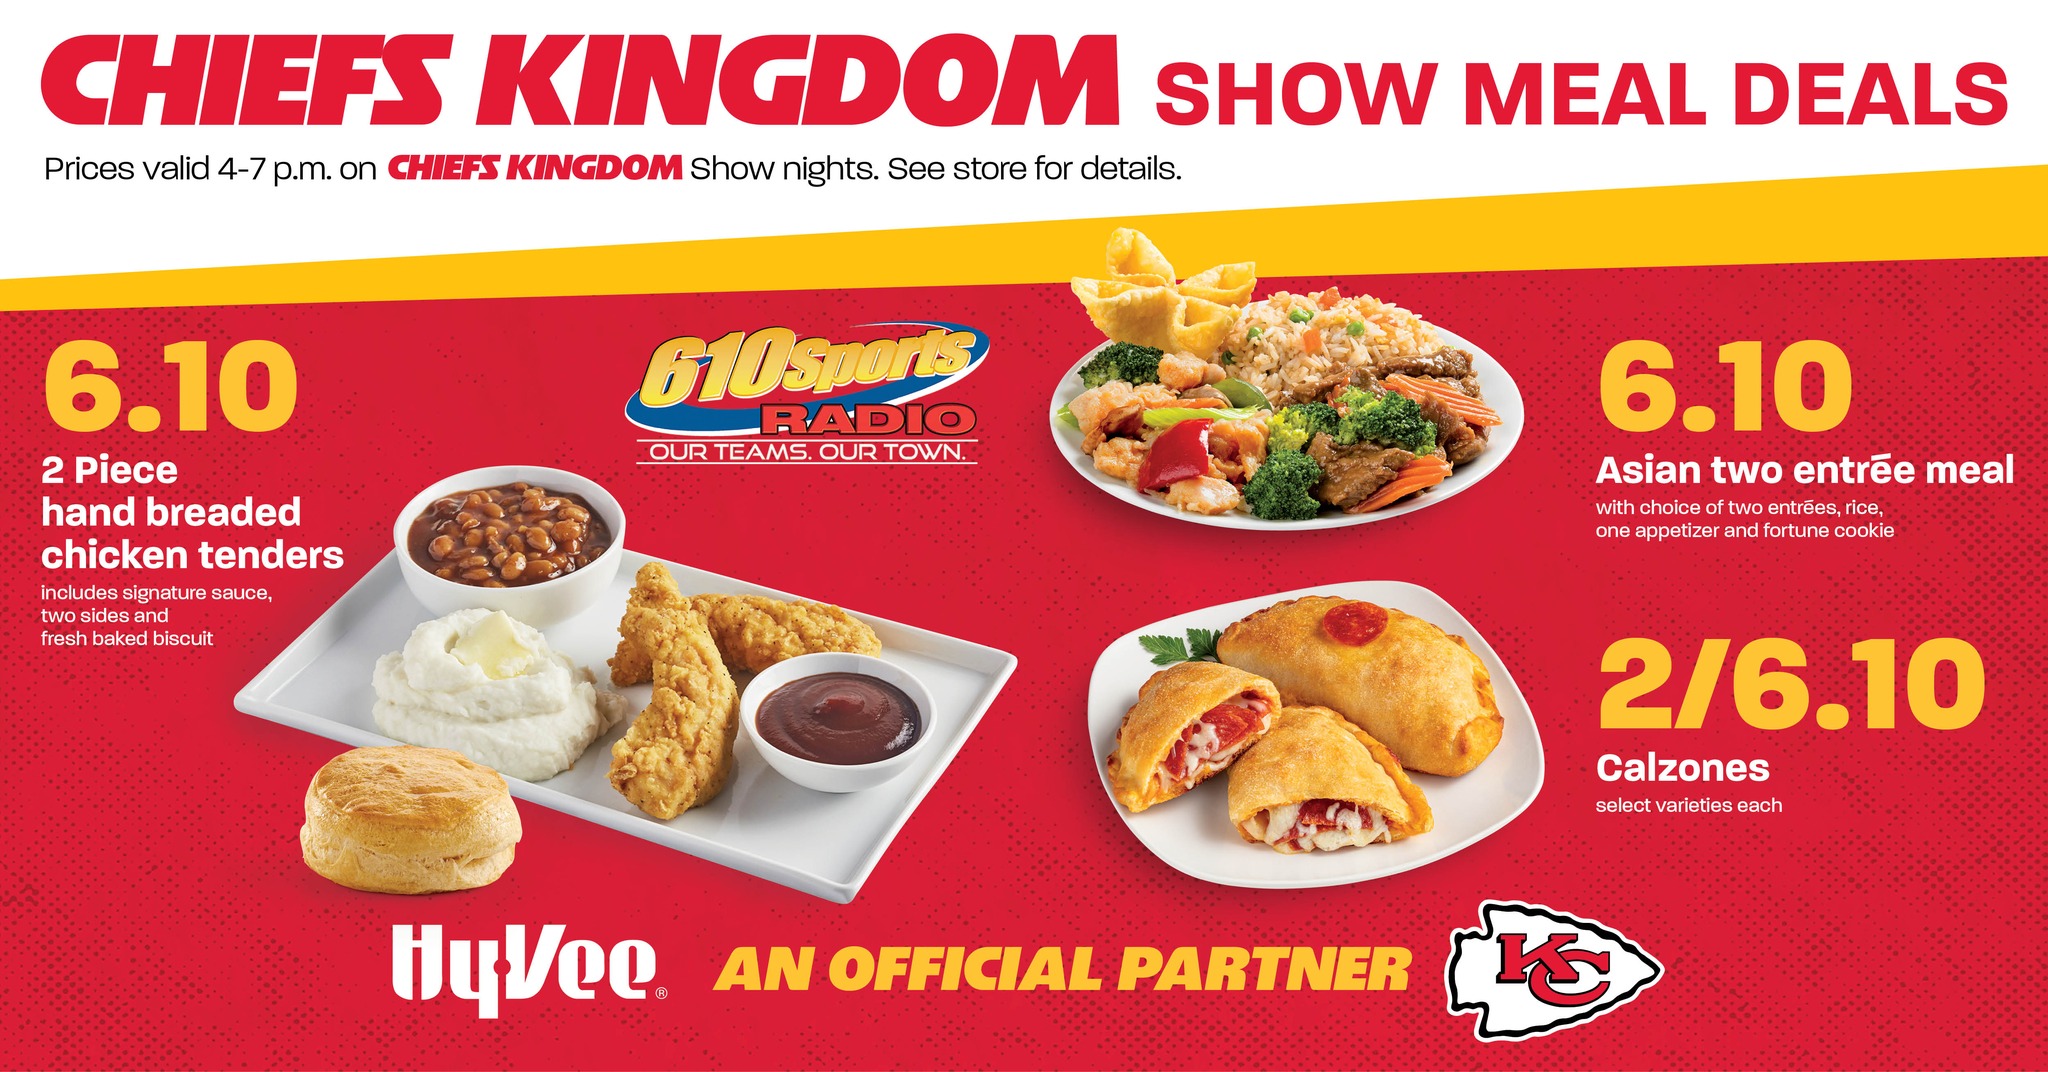 CHIEFS KINGDOM SHOW MEAL DEALS
Prices valid 4-7 p.m. on CHIEFS KINGDOM Show nights. See store for details.
6.10
2 Piece
hand breaded
chicken tenders
includes signature sauce,
two sides and
fresh baked biscuit
610 Sports
RADIO
OUR TEAMS. OUR TOWN.
6.10
Asian two entrée meal
with choice of two entrées, rice,
one appetizer and fortune cookie
2/6.10
Calzones
select varieties each
HyVee® AN OFFICIAL PARTNER KC